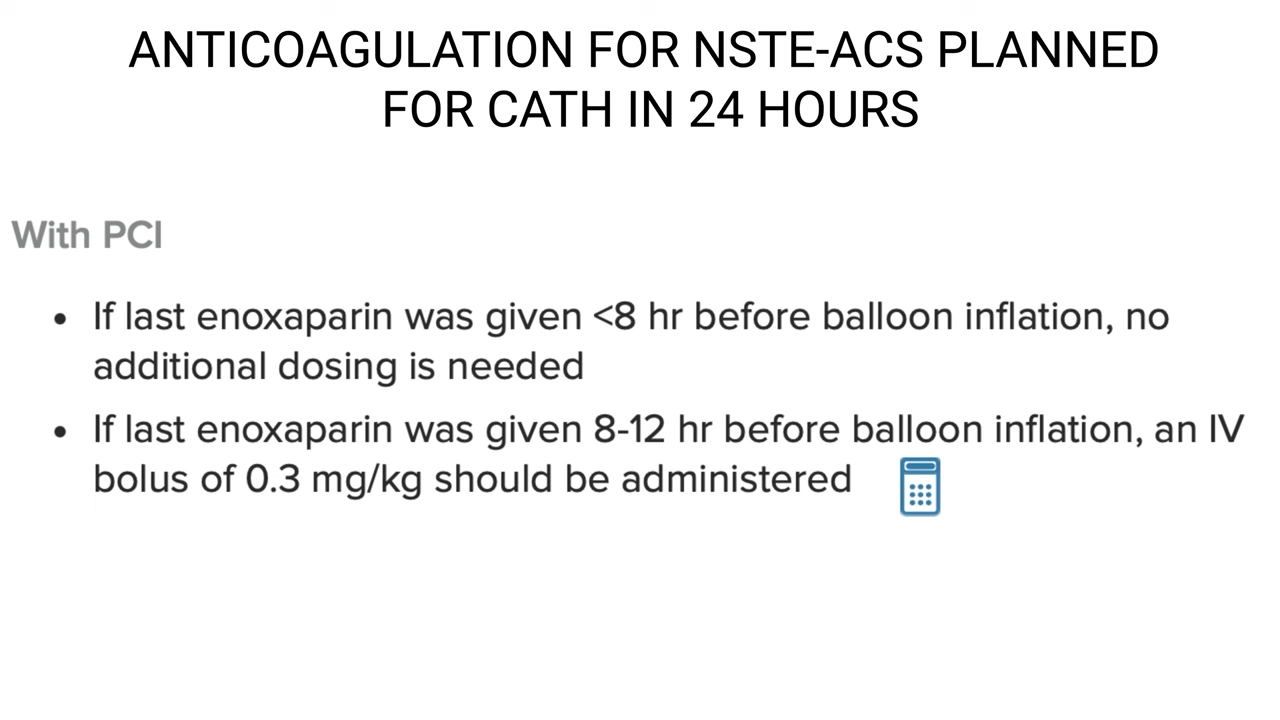 ANTICOAGULATION FOR NSTE-ACS PLANNED
FOR CATH IN 24 HOURS
With PCI
• If last enoxaparin was given <8 hr before balloon inflation, no
additional dosing is needed
• If last enoxaparin was given 8-12 hr before balloon inflation, an IV
bolus of 0.3 mg/kg should be administered